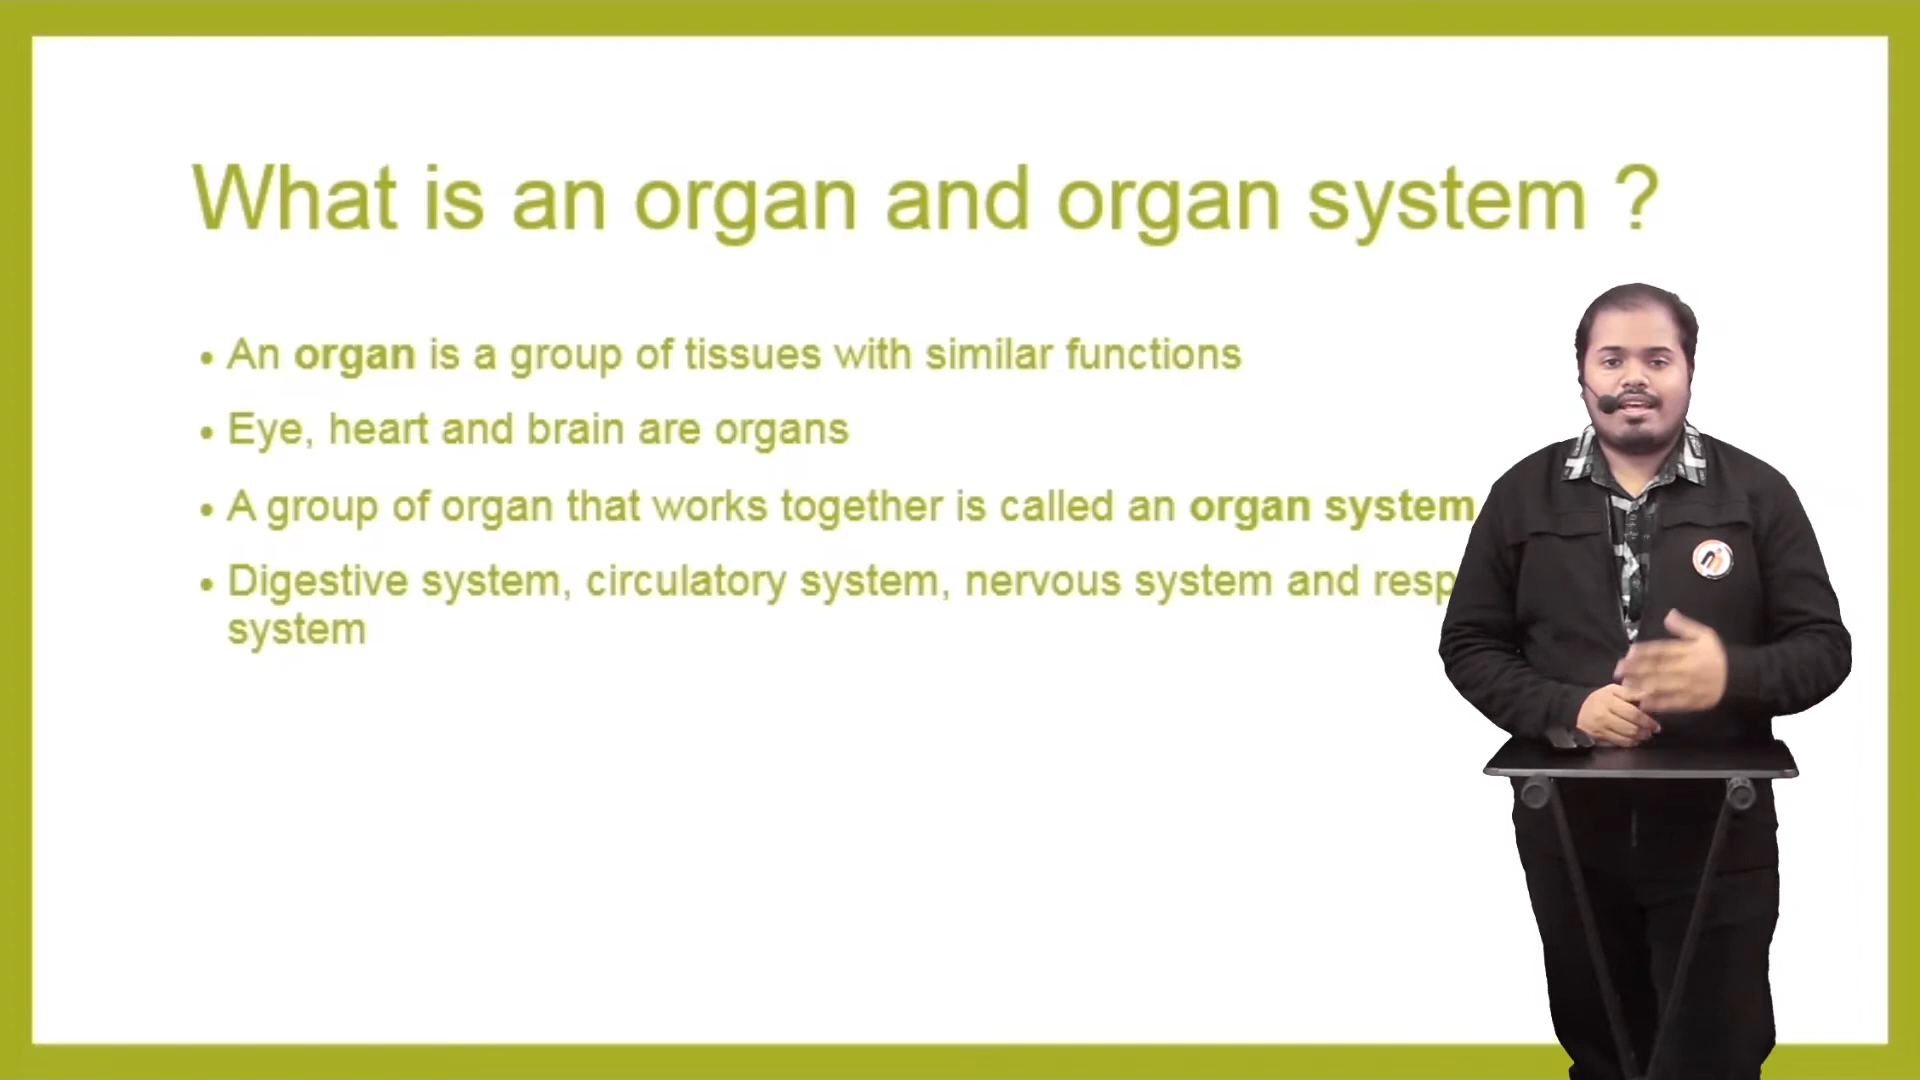 What is an organ and organ system ?
• An organ is a group of tissues with similar functions
• Eye, heart and brain are organs
• A group of organ that works together is called an organ system
• Digestive system, circulatory system, nervous system and
system